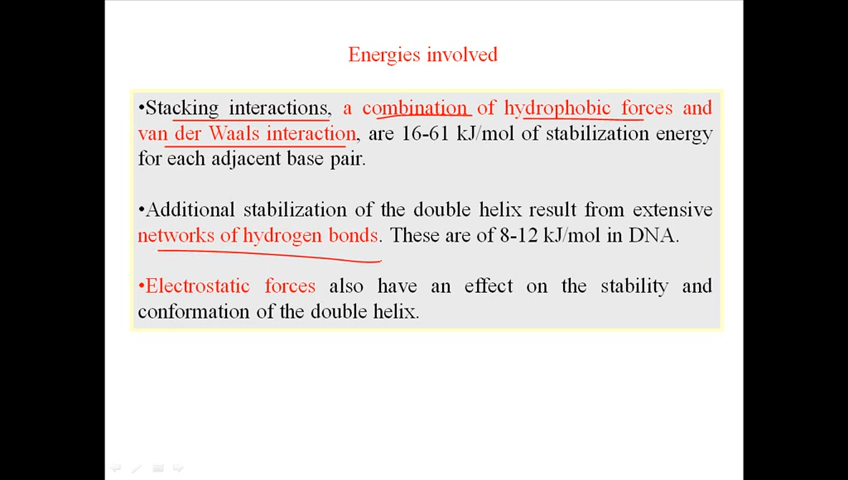 Energies involved
•Stacking interactions, a combination of hydrophobic forces and
van der Waals interaction, are 16-61 kJ/mol of stabilization energy
for each adjacent base pair.
•Additional stabilization of the double helix result from extensive
networks of hydrogen bonds. These are of 8-12 kJ/mol in DNA.
•Electrostatic forces also have an effect on the stability and
conformation of the double helix.